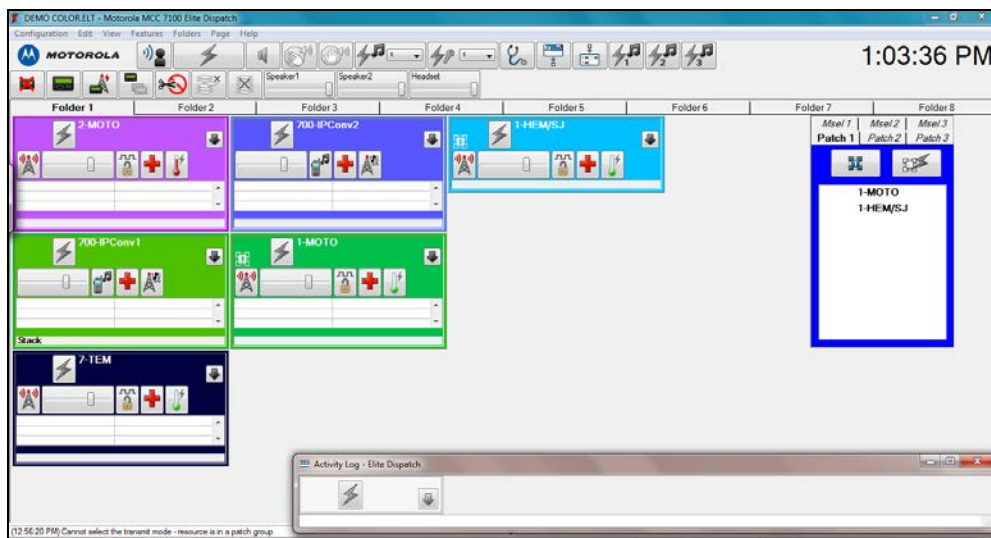 DEMO COLOR.ELT - Motorola MCC 7100 Elite Dispatch
Configuration Edit View Features Folders Page Help
MOTOROLA
1:03:36 PM
Speaker1 Speaker2 Headset
Folder 1 Folder 2 Folder 3 Folder 4 Folder 5 Folder 6 Folder 7 Folder 8
2-MOTO
700-IPConv2
1-HEM/SJ
Msel 1 Msel 2 Msel 3
Patch 1 Patch 2 Patch 3
1-MOTO
1-HEM/SJ
700-IPConv1
1-MOTO
Stack
7-TEM
Activity Log - Elite Dispatch
(12:56:20 PM) Cannot select the transmit mode - resource is in a patch group